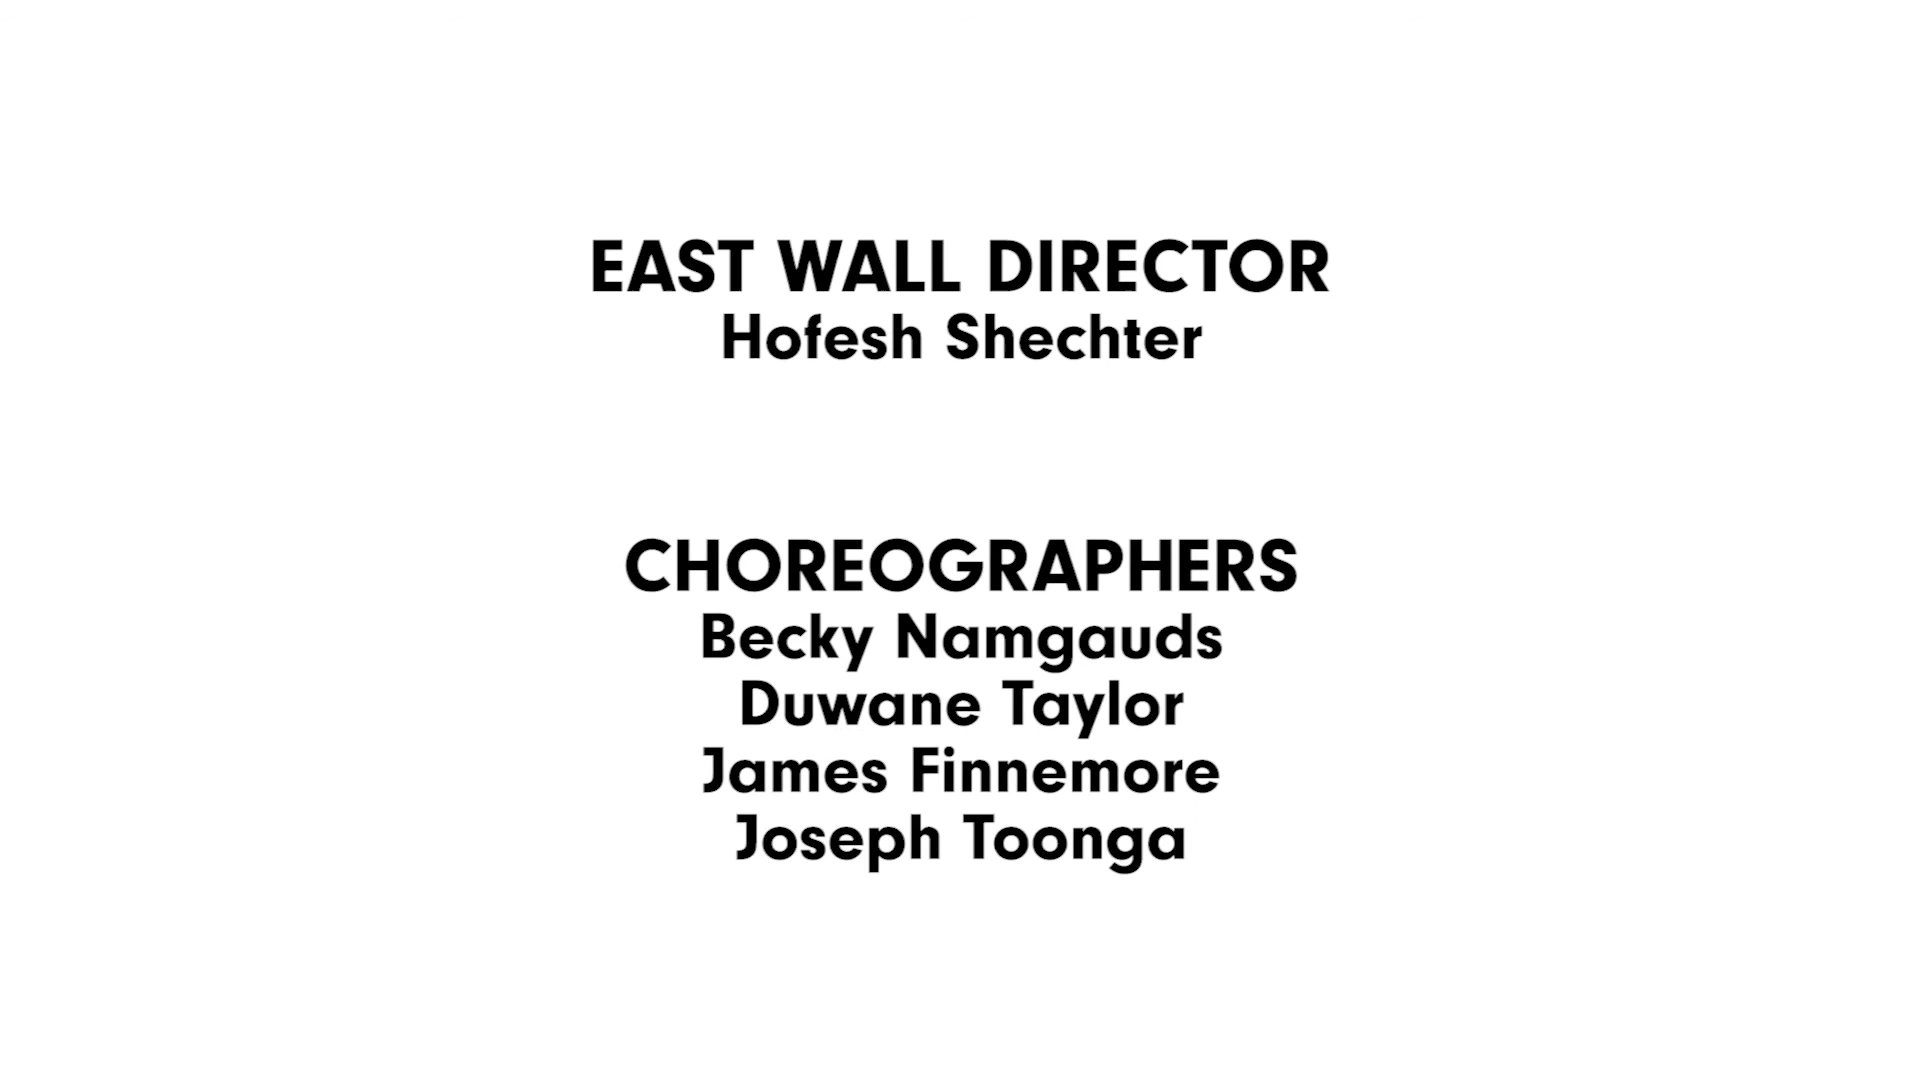 EAST WALL DIRECTOR
Hofesh Shechter
CHOREOGRAPHERS
Becky Namgauds
Duwane Taylor
James Finnemore
Joseph Toonga